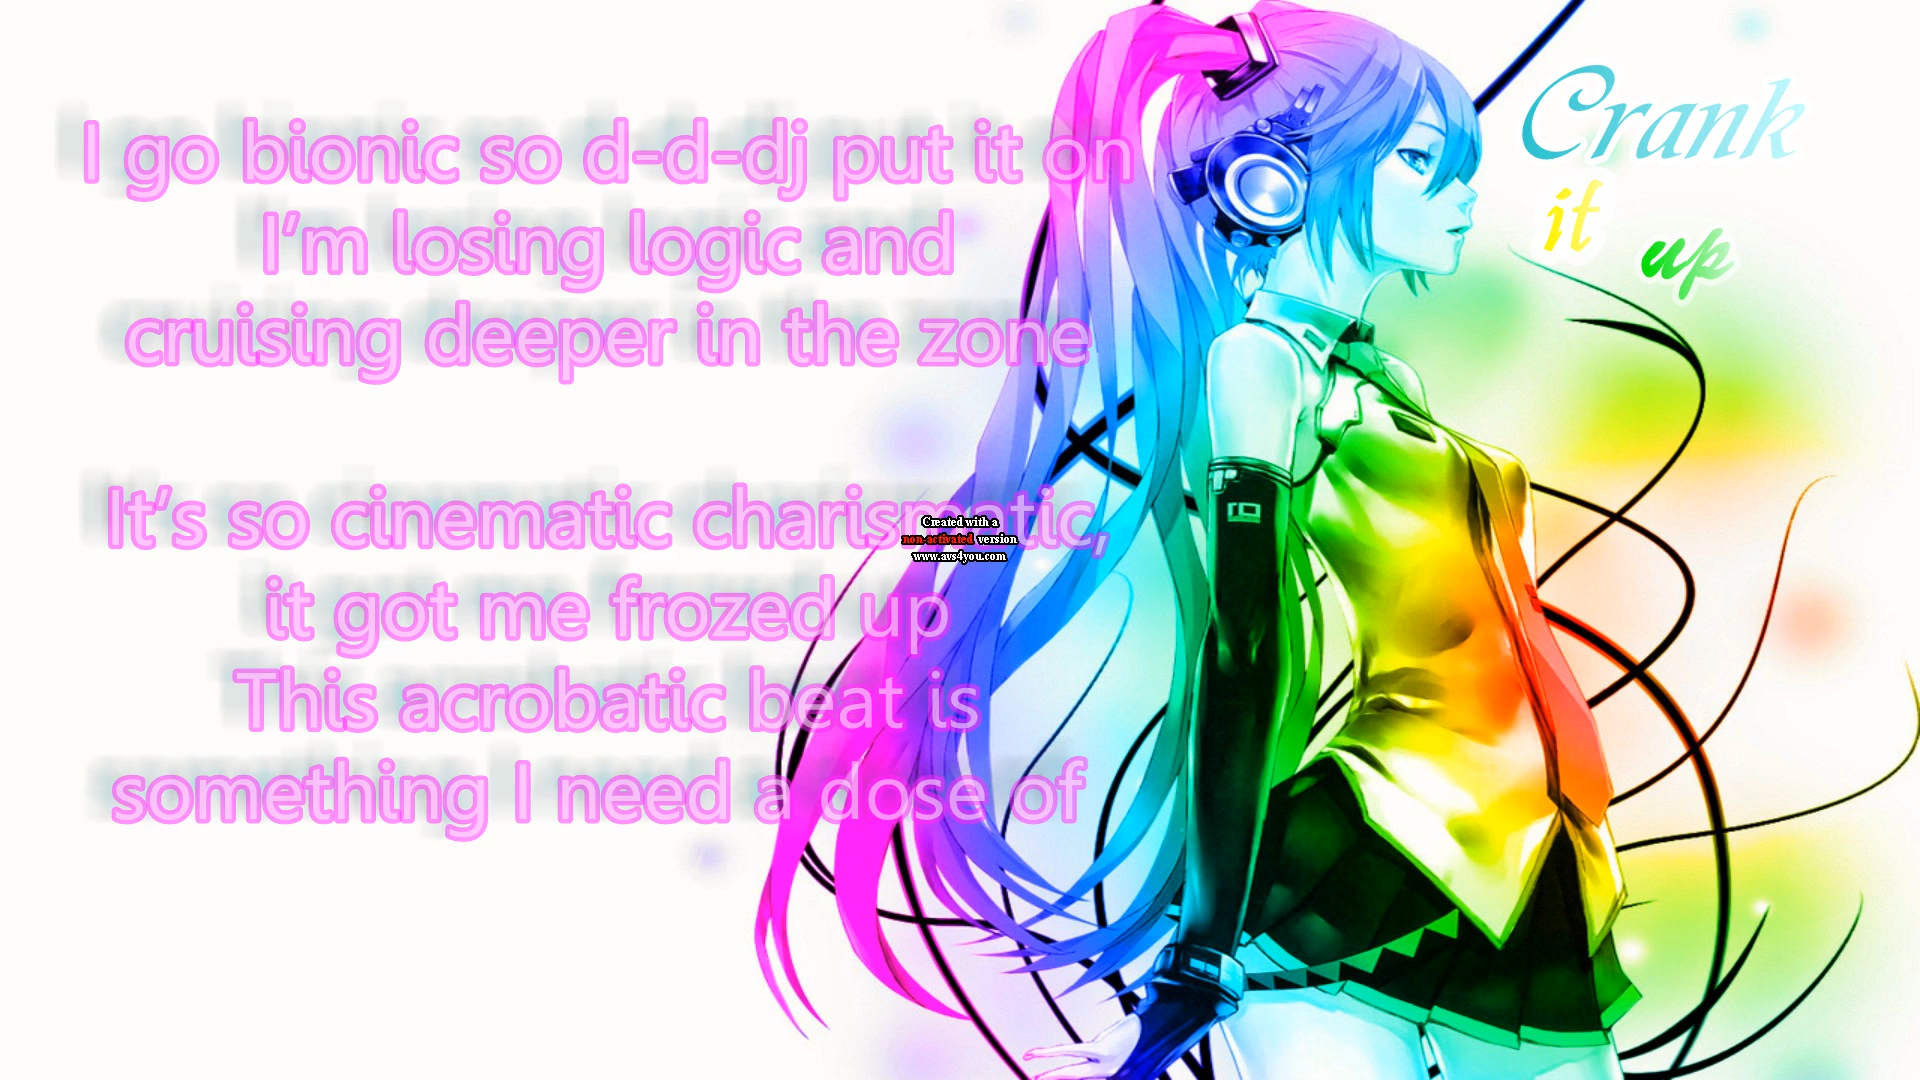 I go bionic so d-d-dj put it on
I’m losing logic and
cruising deeper in the zone
It’s so cinematic charismatic,
it got me frozed up
This acrobatic beat is
something I need a dose of
Crank
it
up
Created with a
non-activated version
www.avs4you.com